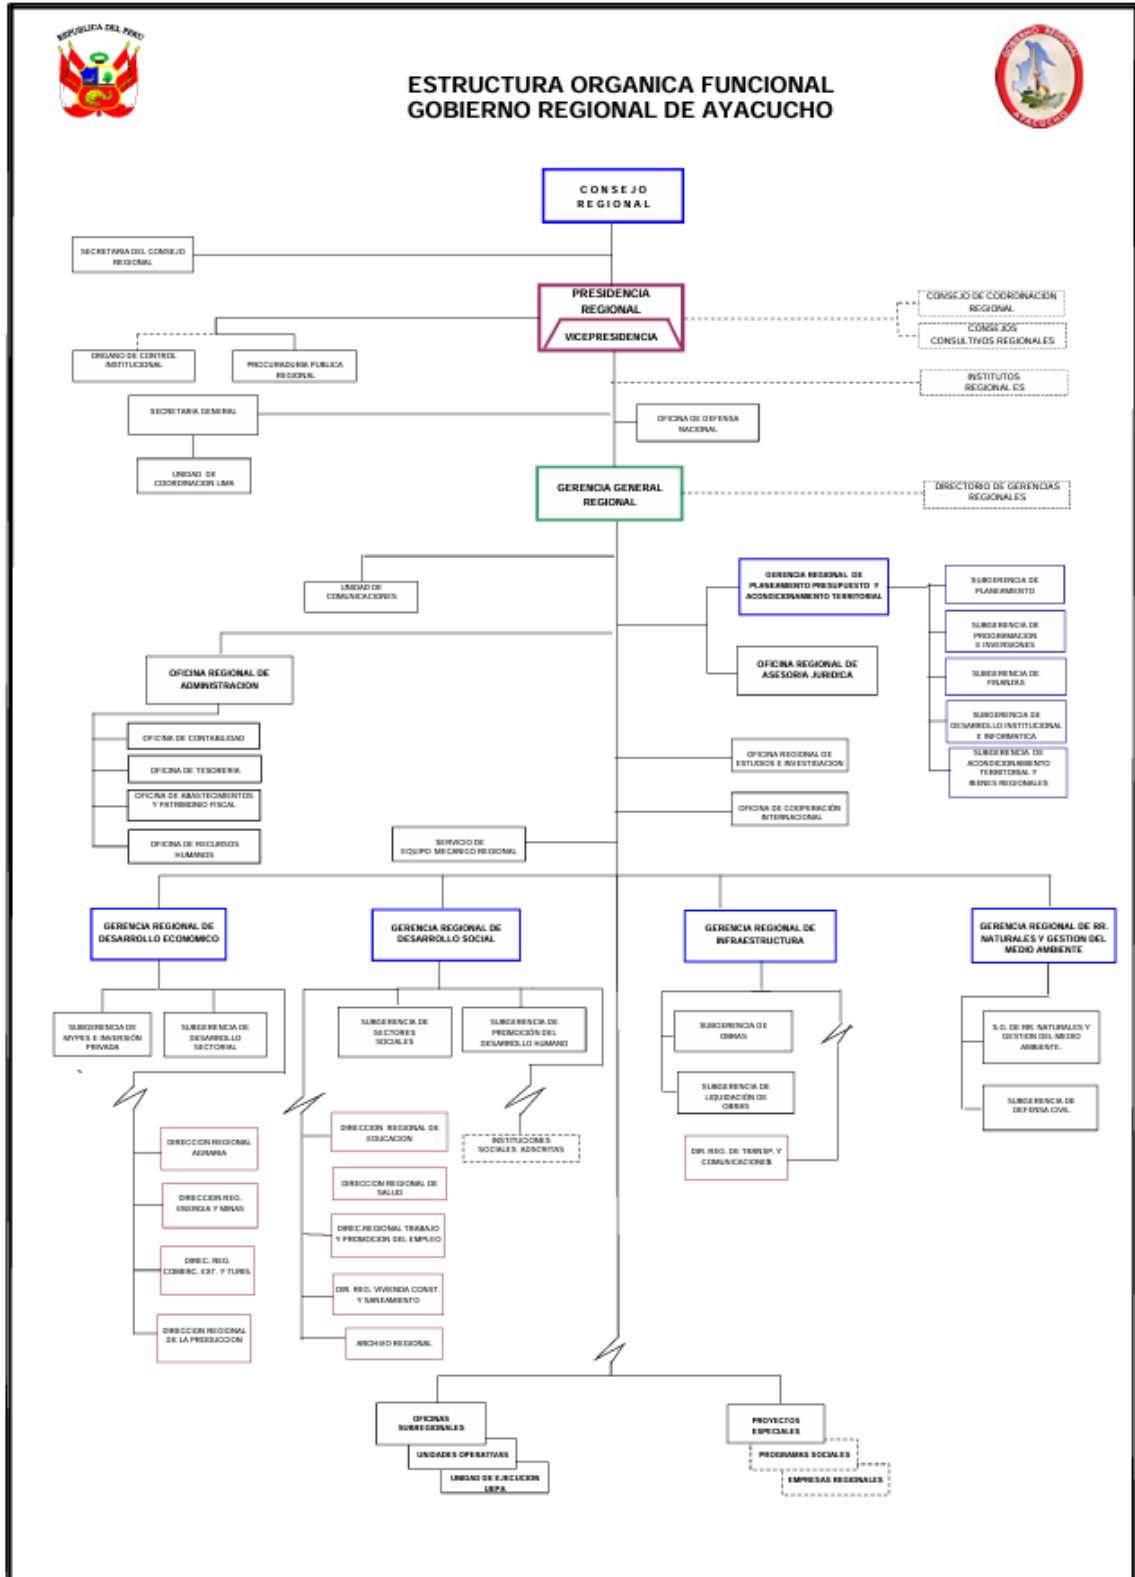 REPUBLICA DEL PERU
GOBIERNO REGIONAL
AYACUCHO
ESTRUCTURA ORGANICA FUNCIONAL
GOBIERNO REGIONAL DE AYACUCHO
CONSEJO
REGIONAL
SECRETARIA DEL CONSEJO
REGIONAL
PRESIDENCIA
REGIONAL
VICEPRESIDENCIA
CONSEJO DE COORDINACION
REGIONAL
CONSEJOS
CONSULTIVOS REGIONALES
ORGANO DE CONTROL
INSTITUCIONAL
PROCURADURIA PUBLICA
REGIONAL
INSTITUTOS
REGIONAL ES
SECRETARIA GENERAL
OFICINA DE DEFENSA
NACIONAL
UNIDAD DE
COORDINACION LIMA
GERENCIA GENERAL
REGIONAL
DIRECTORIO DE GERENCIAS
REGIONALES
UNIDAD DE
COMUNICACIONES
GERENCIA REGIONAL DE
PLANEAMIENTO PRESUPUESTO Y
ACONDICIONAMIENTO TERRITORIAL
SUBGERENCIA DE
PLANEAMIENTO
SUBGERENCIA DE
PROGRAMACION
E INVERSIONES
OFICINA REGIONAL DE
ADMINISTRACION
OFICINA REGIONAL DE
ASESORIA JURIDICA
SUBGERENCIA DE
FINANZAS
SUBGERENCIA DE
DESARROLLO INSTITUCIONAL
E INFORMATICA
OFICINA DE CONTABILIDAD
OFICINA DE TESORERIA
OFICINA REGIONAL DE
ESTUDIOS E INVESTIGACION
SUBGERENCIA DE
ACONDICIONAMIENTO
TERRITORIAL Y
BIENES REGIONALES
OFICINA DE ABASTECIMIENTOS
Y PATRIMONIO FISCAL
OFICINA DE COOPERACIÓN
INTERNACIONAL
OFICINA DE RECURSOS
HUMANOS
SERVICIO DE
EQUIPO MECANICO REGIONAL
GERENCIA REGIONAL DE
DESARROLLO ECONOMICO
GERENCIA REGIONAL DE
DESARROLLO SOCIAL
GERENCIA REGIONAL DE
INFRAESTRUCTURA
GERENCIA REGIONAL DE RR.
NATURALES Y GESTION DEL
MEDIO AMBIENTE
SUBGERENCIA DE
MYPES E INVERSIÓN
PRIVADA
SUBGERENCIA DE
DESARROLLO
SECTORIAL
SUBGERENCIA DE
SECTORES
SOCIALES
SUBGERENCIA DE
PROMOCIÓN DEL
DESARROLLO HUMANO
SUBGERENCIA DE
OBRAS
S.G. DE RR. NATURALES Y
GESTION DEL MEDIO
AMBIENTE.
SUBGERENCIA DE
LIQUIDACIÓN DE
OBRAS
SUBGERENCIA DE
DEFENSA CIVIL
DIRECCION REGIONAL
AGRARIA
DIRECCION REGIONAL DE
EDUCACION
INSTITUCIONES
SOCIALES ADSCRITAS
DIR. REG. DE TRANSP. Y
COMUNICACIONES
DIRECCION REG.
ENERGIA Y MINAS
DIRECCION REGIONAL DE
SALUD
DIREC.REGIONAL TRABAJO
Y PROMOCION DEL EMPLEO
DIREC. REG.
COMERC. EXT. Y TURIS.
DIR. REG. VIVIENDA CONST.
Y SANEAMIENTO
DIRECCION REGIONAL
DE LA PRODUCCION
ARCHIVO REGIONAL
OFICINAS
SUBREGIONALES
UNIDADES OPERATIVAS
UNIDAD DE EJECUCION
UEPA
PROYECTOS
ESPECIALES
PROGRAMAS SOCIALES
EMPRESAS REGIONALES